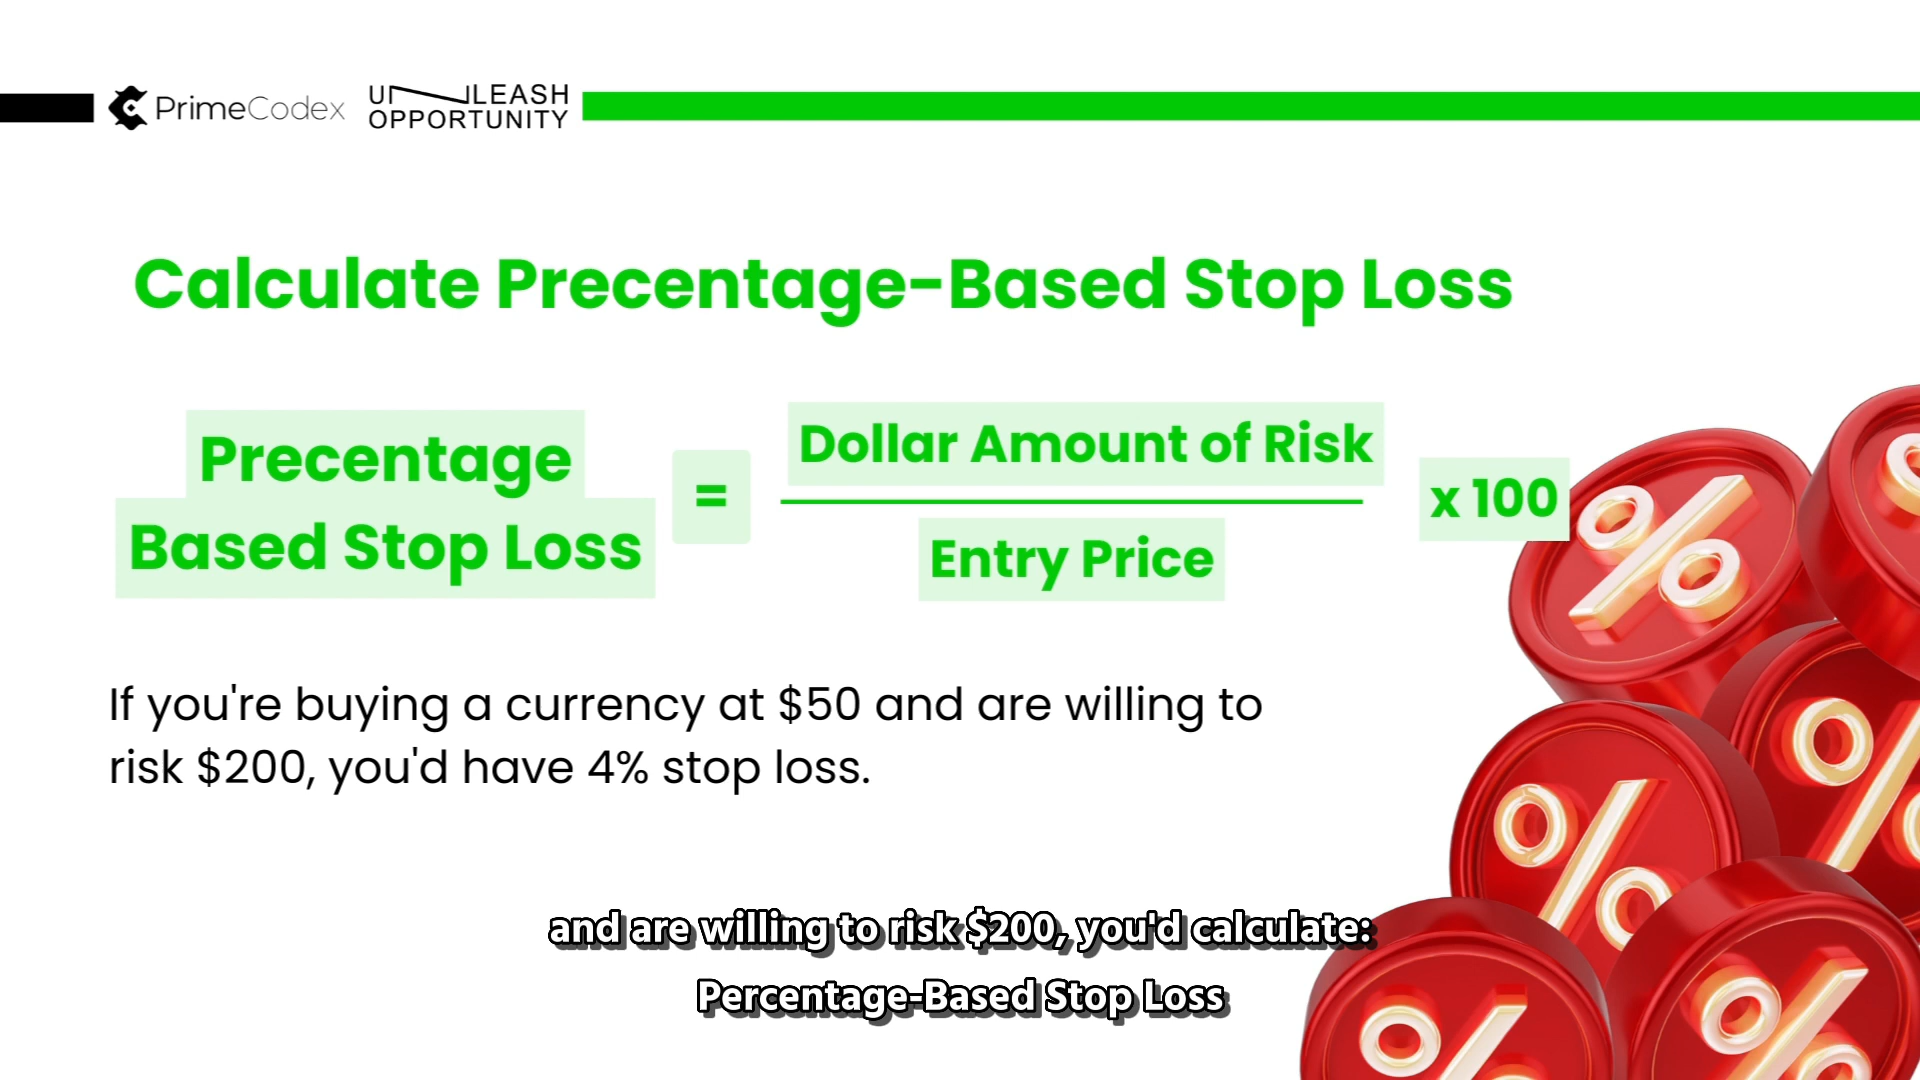 PrimeCodex
UNLEASH
OPPORTUNITY
Calculate Precentage-Based Stop Loss
Precentage
Based Stop Loss
=
Dollar Amount of Risk
Entry Price
x 100
If you're buying a currency at $50 and are willing to
risk $200, you'd have 4% stop loss.
and are willing to risk $200, you'd calculate:
Percentage-Based Stop Loss
%
%
%
%
%